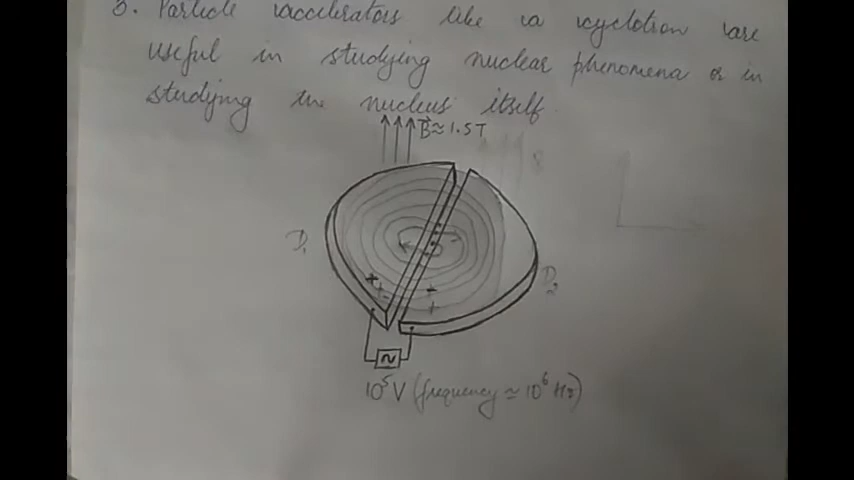 3. Particle accelerators like a cyclotron are
useful in studying nuclear phenomena or in
studying the nucleus itself.
B≈1.5T
D₁
D₂
10⁵V (frequency ≃ 10⁶ Hz)